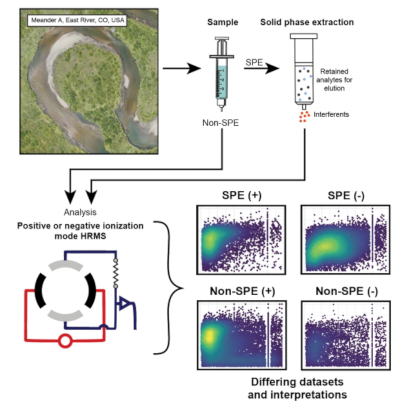 Meander A, East River, CO, USA
Sample
Solid phase extraction
SPE
Retained
analytes for
elution
Interferents
Non-SPE
Analysis
Positive or negative ionization
mode HRMS
SPE (+)
SPE (-)
Non-SPE (+)
Non-SPE (-)
Differing datasets
and interpretations